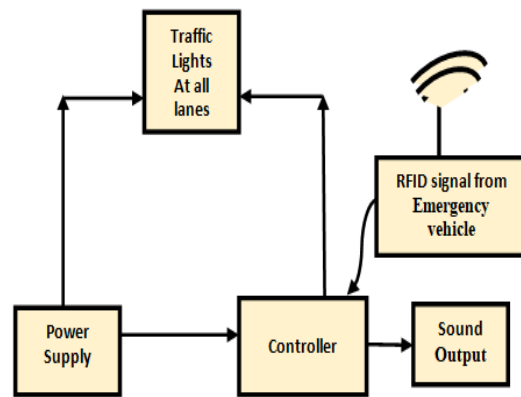 Traffic
Lights
At all
lanes
RFID signal from
Emergency
vehicle
Power
Supply
Controller
Sound
Output